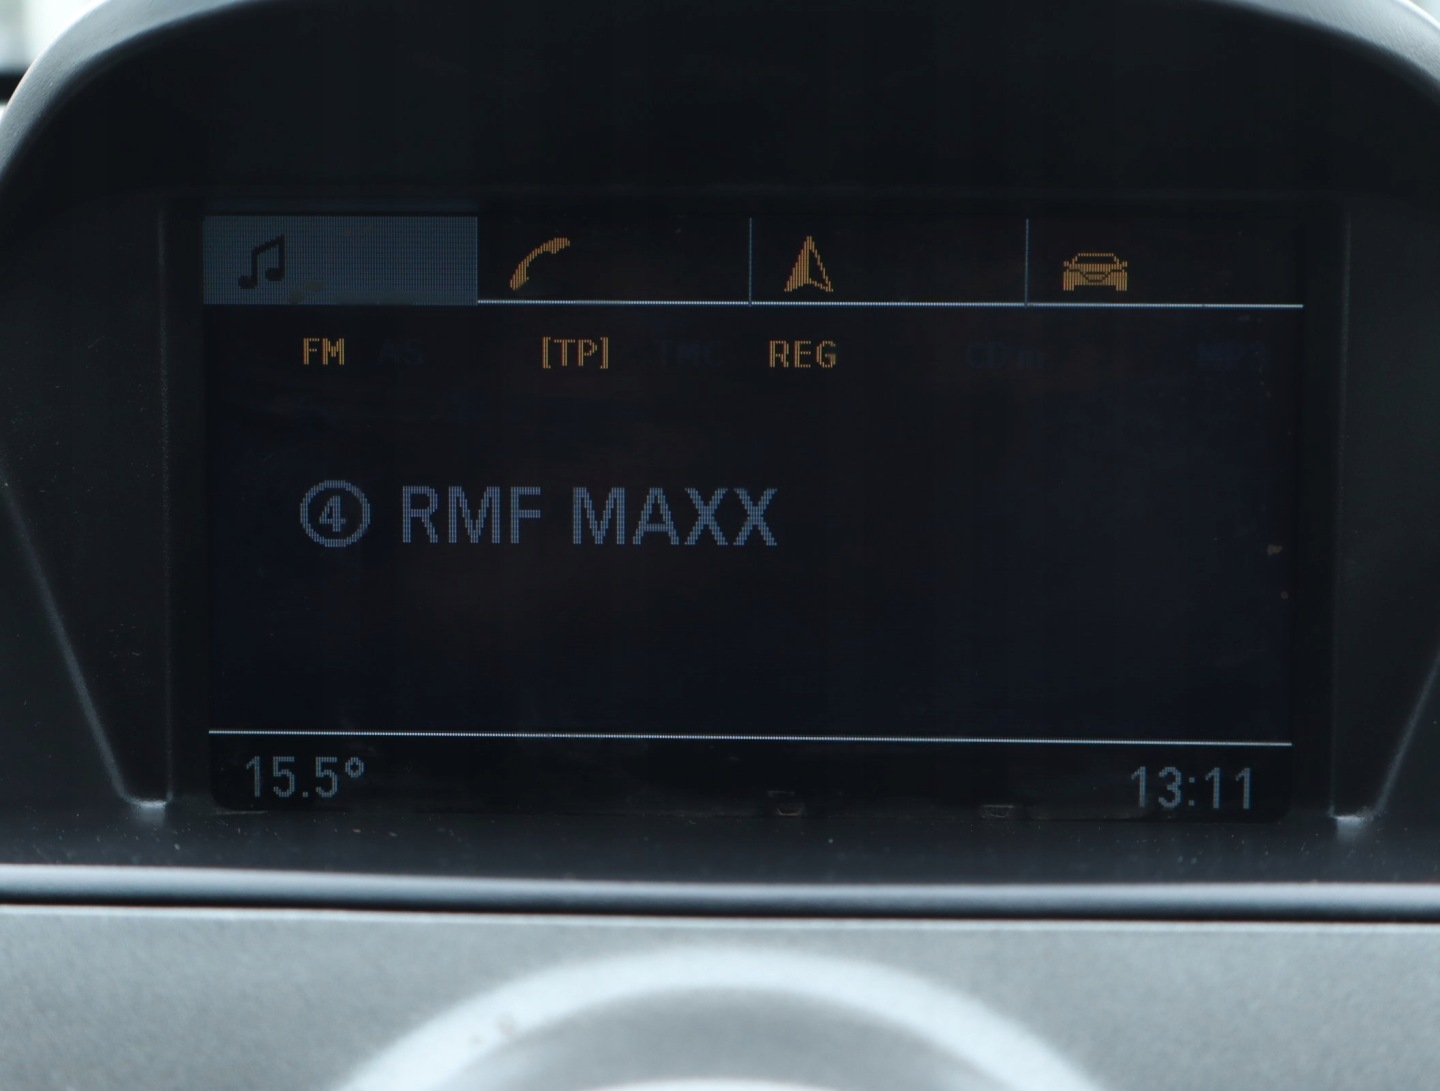 FM [TP] REG
④ RMF MAXX
15.5° 13:11